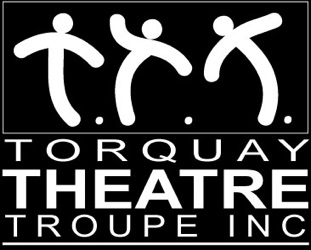 T.T.T.
TORQUAY
THEATRE
TROUPE INC